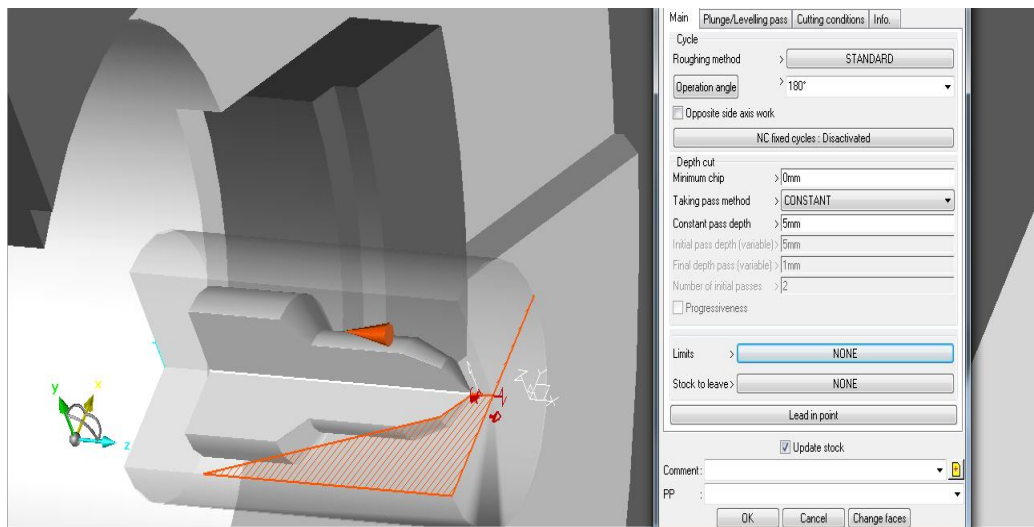 Main Plunge/Levelling pass Cutting conditions Info.
Cycle
Roughing method > STANDARD
Operation angle > 180°
Opposite side axis work
NC fixed cycles : Disactivated
Depth cut
Minimum chip > 0mm
Taking pass method > CONSTANT
Constant pass depth > 5mm
Initial pass depth (variable) > 5mm
Final depth pass (variable) > 1mm
Number of initial passes > 2
Progressiveness
Limits > NONE
Stock to leave > NONE
Lead in point
Update stock
Comment :
PP :
OK Cancel Change faces
y x z
Z X